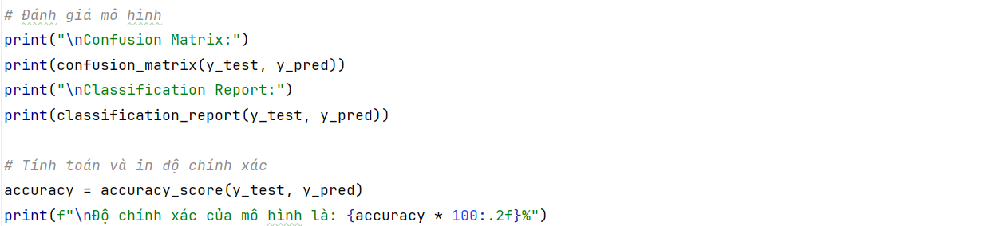 # Đánh giá mô hình
print("\nConfusion Matrix:")
print(confusion_matrix(y_test, y_pred))
print("\nClassification Report:")
print(classification_report(y_test, y_pred))
# Tính toán và in độ chính xác
accuracy = accuracy_score(y_test, y_pred)
print(f"\nĐộ chính xác của mô hình là: {accuracy * 100:.2f}%")